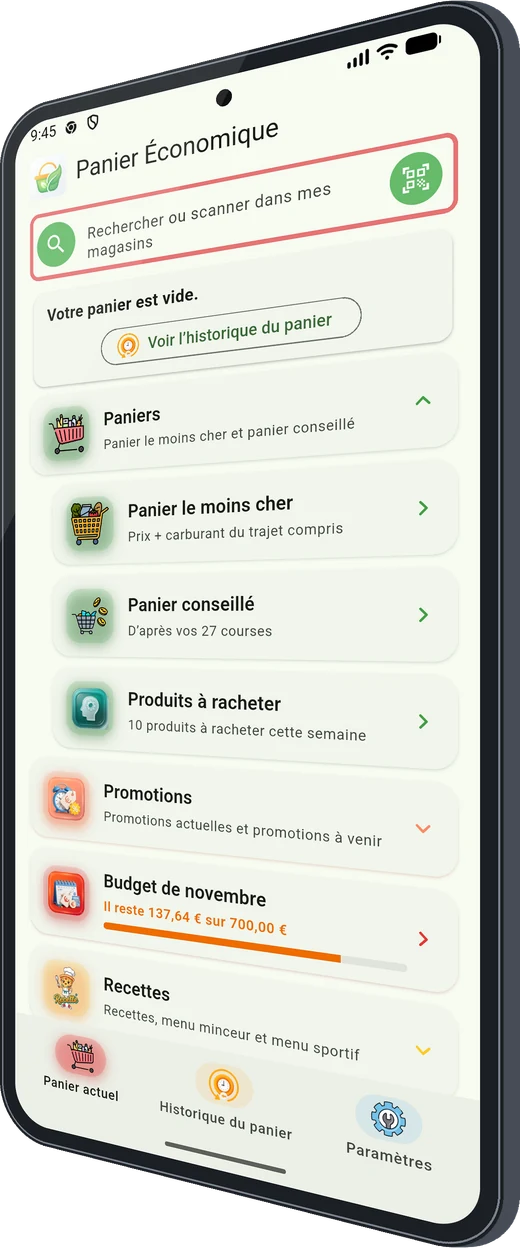 9:45
Panier Économique
Rechercher ou scanner dans mes
magasins
Votre panier est vide.
Voir l’historique du panier
Paniers
Panier le moins cher et panier conseillé
Panier le moins cher
Prix + carburant du trajet compris
Panier conseillé
D’après vos 27 courses
Produits à racheter
10 produits à racheter cette semaine
Promotions
Promotions actuelles et promotions à venir
Budget de novembre
Il reste 137,64 € sur 700,00 €
Recettes
Recettes, menu minceur et menu sportif
Panier actuel
Historique du panier
Paramètres